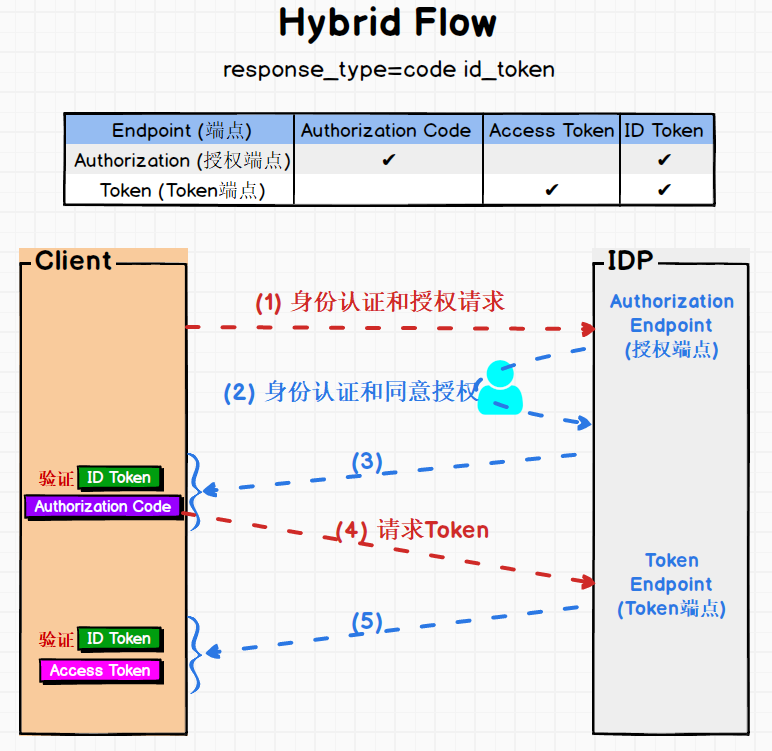 Hybrid Flow
response_type=code id_token
Endpoint (端点) Authorization Code Access Token ID Token
Authorization (授权端点) ✔ ✔
Token (Token端点) ✔ ✔
Client
IDP
(1) 身份认证和授权请求
Authorization
Endpoint
(授权端点)
(2) 身份认证和同意授权
(3)
验证 ID Token
Authorization Code
(4) 请求Token
Token
Endpoint
(Token端点)
(5)
验证 ID Token
Access Token